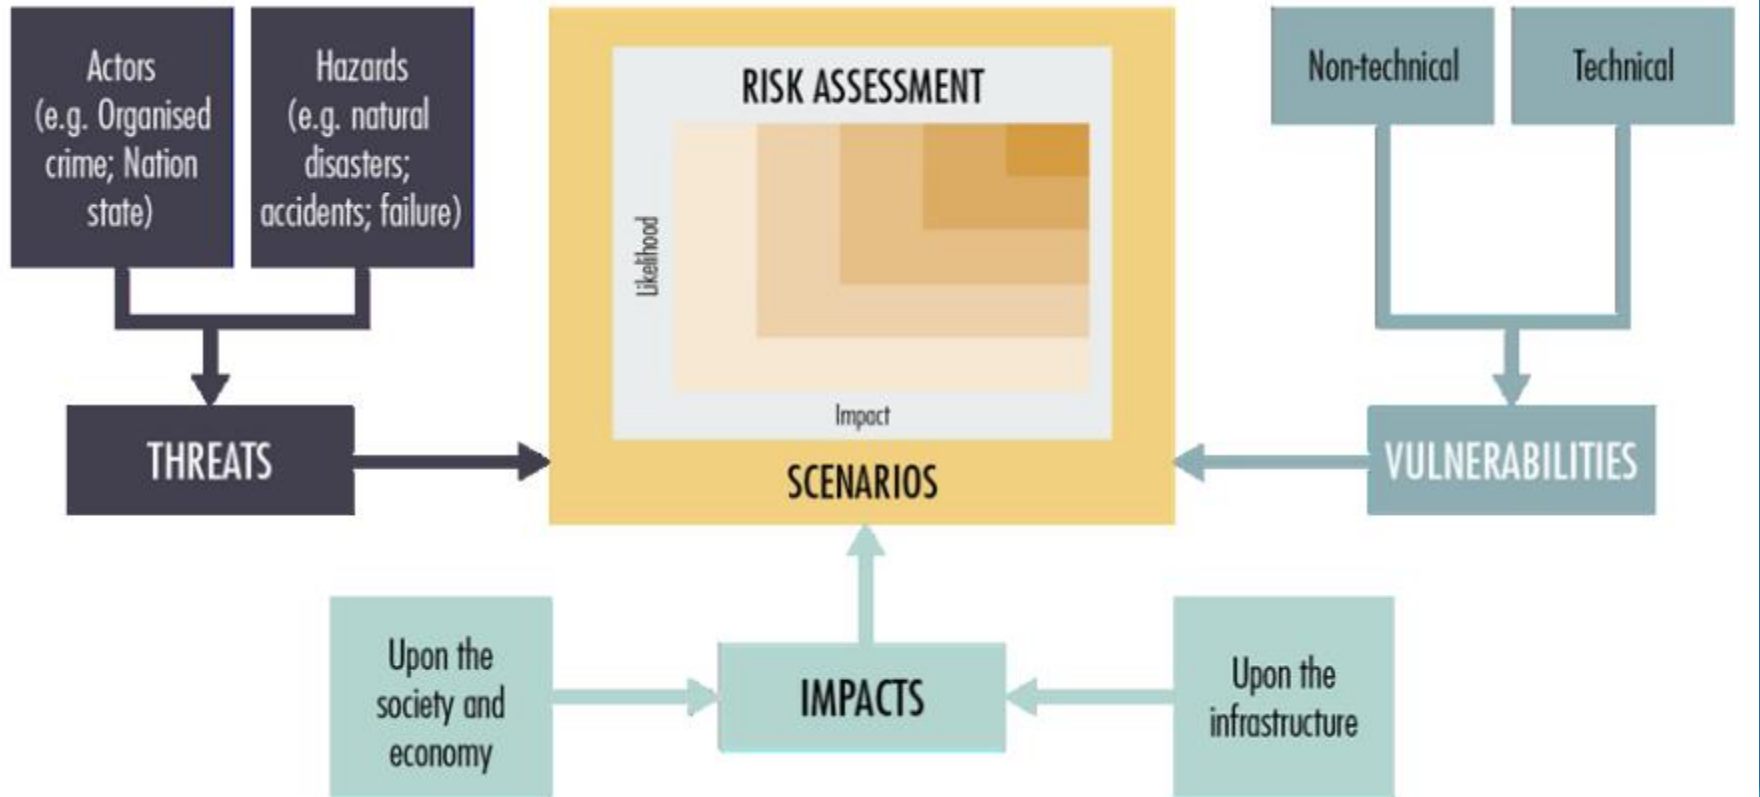 Actors
(e.g. Organised
crime; Nation
state)
Hazards
(e.g. natural
disasters;
accidents; failure)
THREATS
RISK ASSESSMENT
Likelihood
Impact
SCENARIOS
Non-technical
Technical
VULNERABILITIES
Upon the
society and
economy
IMPACTS
Upon the
infrastructure